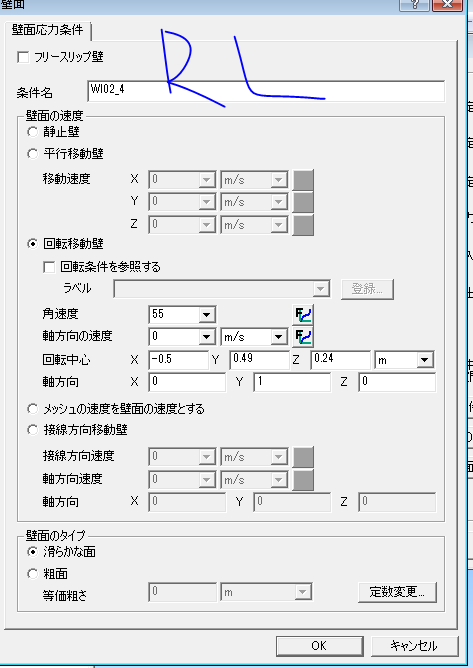 壁面
壁面応力条件
フリースリップ壁
RL
条件名 WI02_4
壁面の速度
静止壁
平行移動壁
移動速度 X 0 m/s
Y 0 m/s
Z 0 m/s
回転移動壁
回転条件を参照する
ラベル 登録...
角速度 55
軸方向の速度 0 m/s
回転中心 X -0.5 Y 0.49 Z 0.24 m
軸方向 X 0 Y 1 Z 0
メッシュの速度を壁面の速度とする
接線方向移動壁
接線方向速度 0 m/s
軸方向速度 0 m/s
軸方向 X 0 Y 0 Z 0
壁面のタイプ
滑らかな面
粗面
等価粗さ 0 m 定数変更...
OK キャンセル